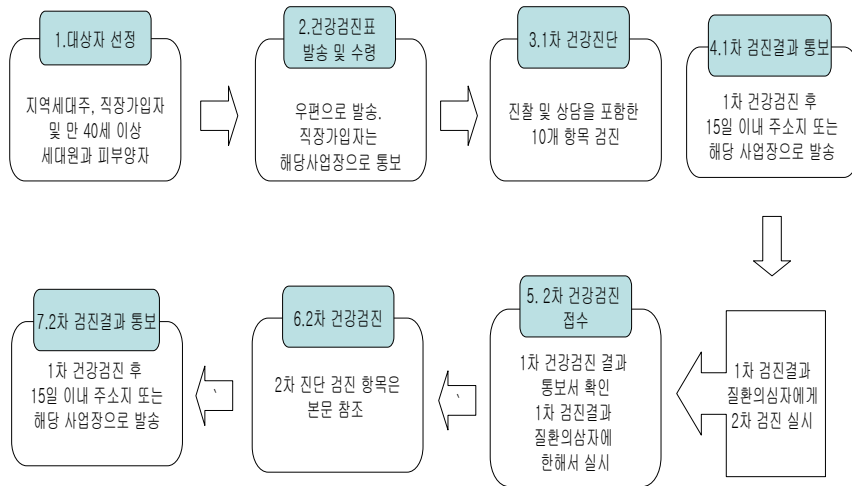 1.대상자 선정
지역세대주, 직장가입자
및 만 40세 이상
세대원과 피부양자
2.건강검진표
발송 및 수령
우편으로 발송.
직장가입자는
해당사업장으로 통보
3.1차 건강진단
진찰 및 상담을 포함한
10개 항목 검진
4.1차 검진결과 통보
1차 건강검진 후
15일 이내 주소지 또는
해당 사업장으로 발송
1차 검진결과
질환의심자에게
2차 검진 실시
5. 2차 건강검진
접수
1차 건강검진 결과
통보서 확인
1차 검진결과
질환의심자에
한해서 실시
6.2차 건강검진
2차 진단 검진 항목은
본문 참조
7.2차 검진결과 통보
1차 건강검진 후
15일 이내 주소지 또는
해당 사업장으로 발송